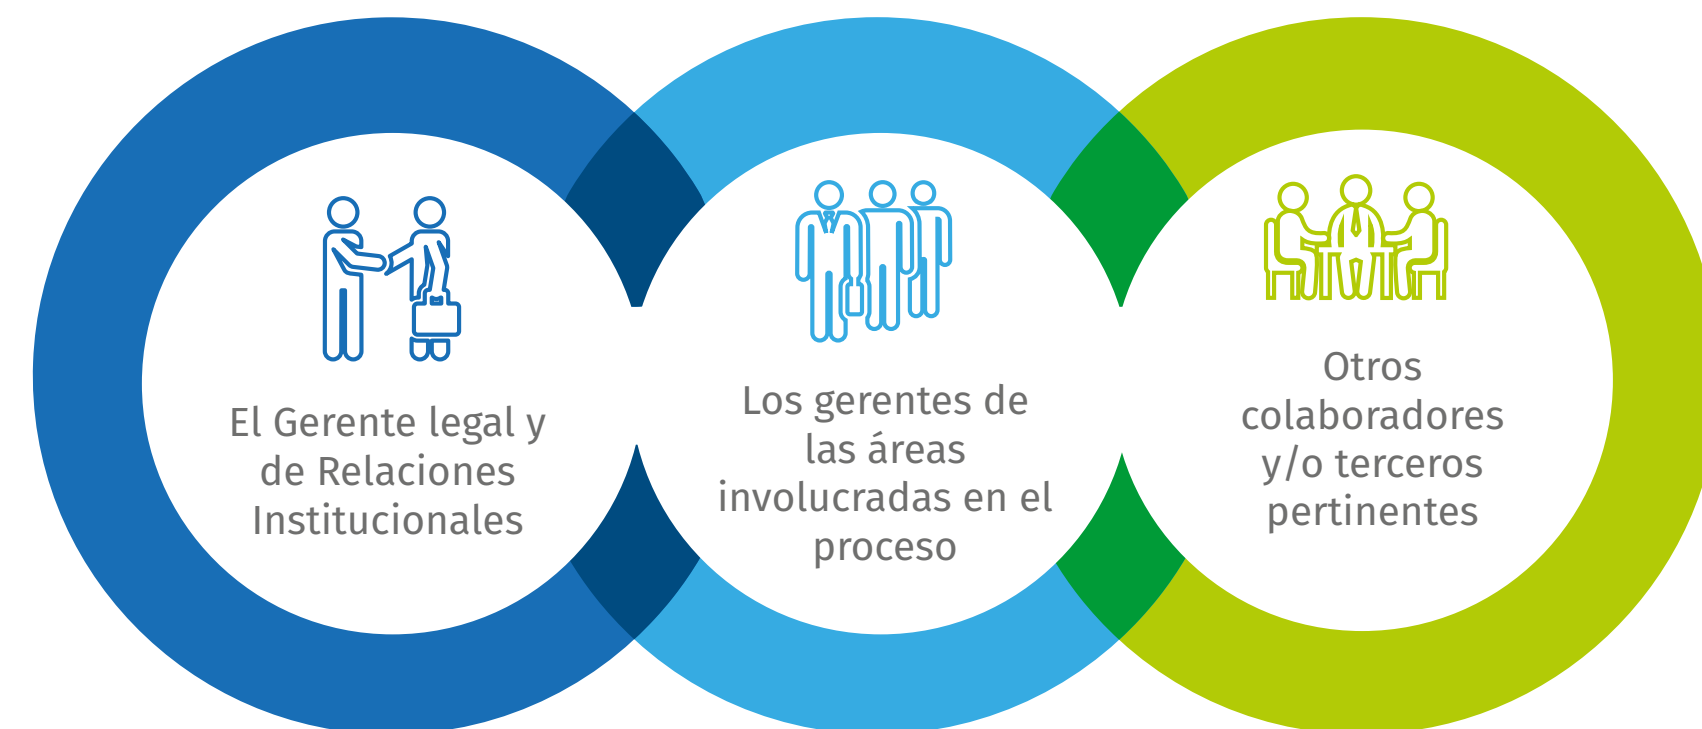 El Gerente legal y
de Relaciones
Institucionales
Los gerentes de
las áreas
involucradas en el
proceso
Otros
colaboradores
y/o terceros
pertinentes